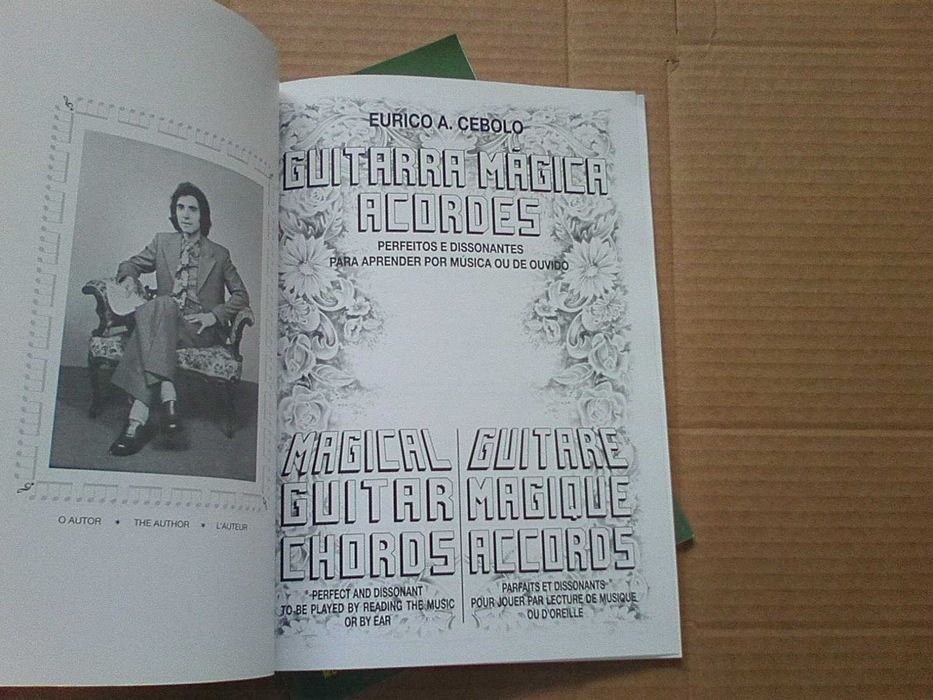 O AUTOR * THE AUTHOR * L'AUTEUR
EURICO A. CEBOLO
GUITARRA MÁGICA
ACORDES
PERFEITOS E DISSONANTES
PARA APRENDER POR MÚSICA OU DE OUVIDO
MAGICAL
GUITAR
CHORDS
PERFECT AND DISSONANT
TO BE PLAYED BY READING THE MUSIC
OR BY EAR
GUITARE
MAGIQUE
ACCORDS
PARFAITS ET DISSONANTS
POUR JOUER PAR LECTURE DE MUSIQUE
OU D'OREILLE